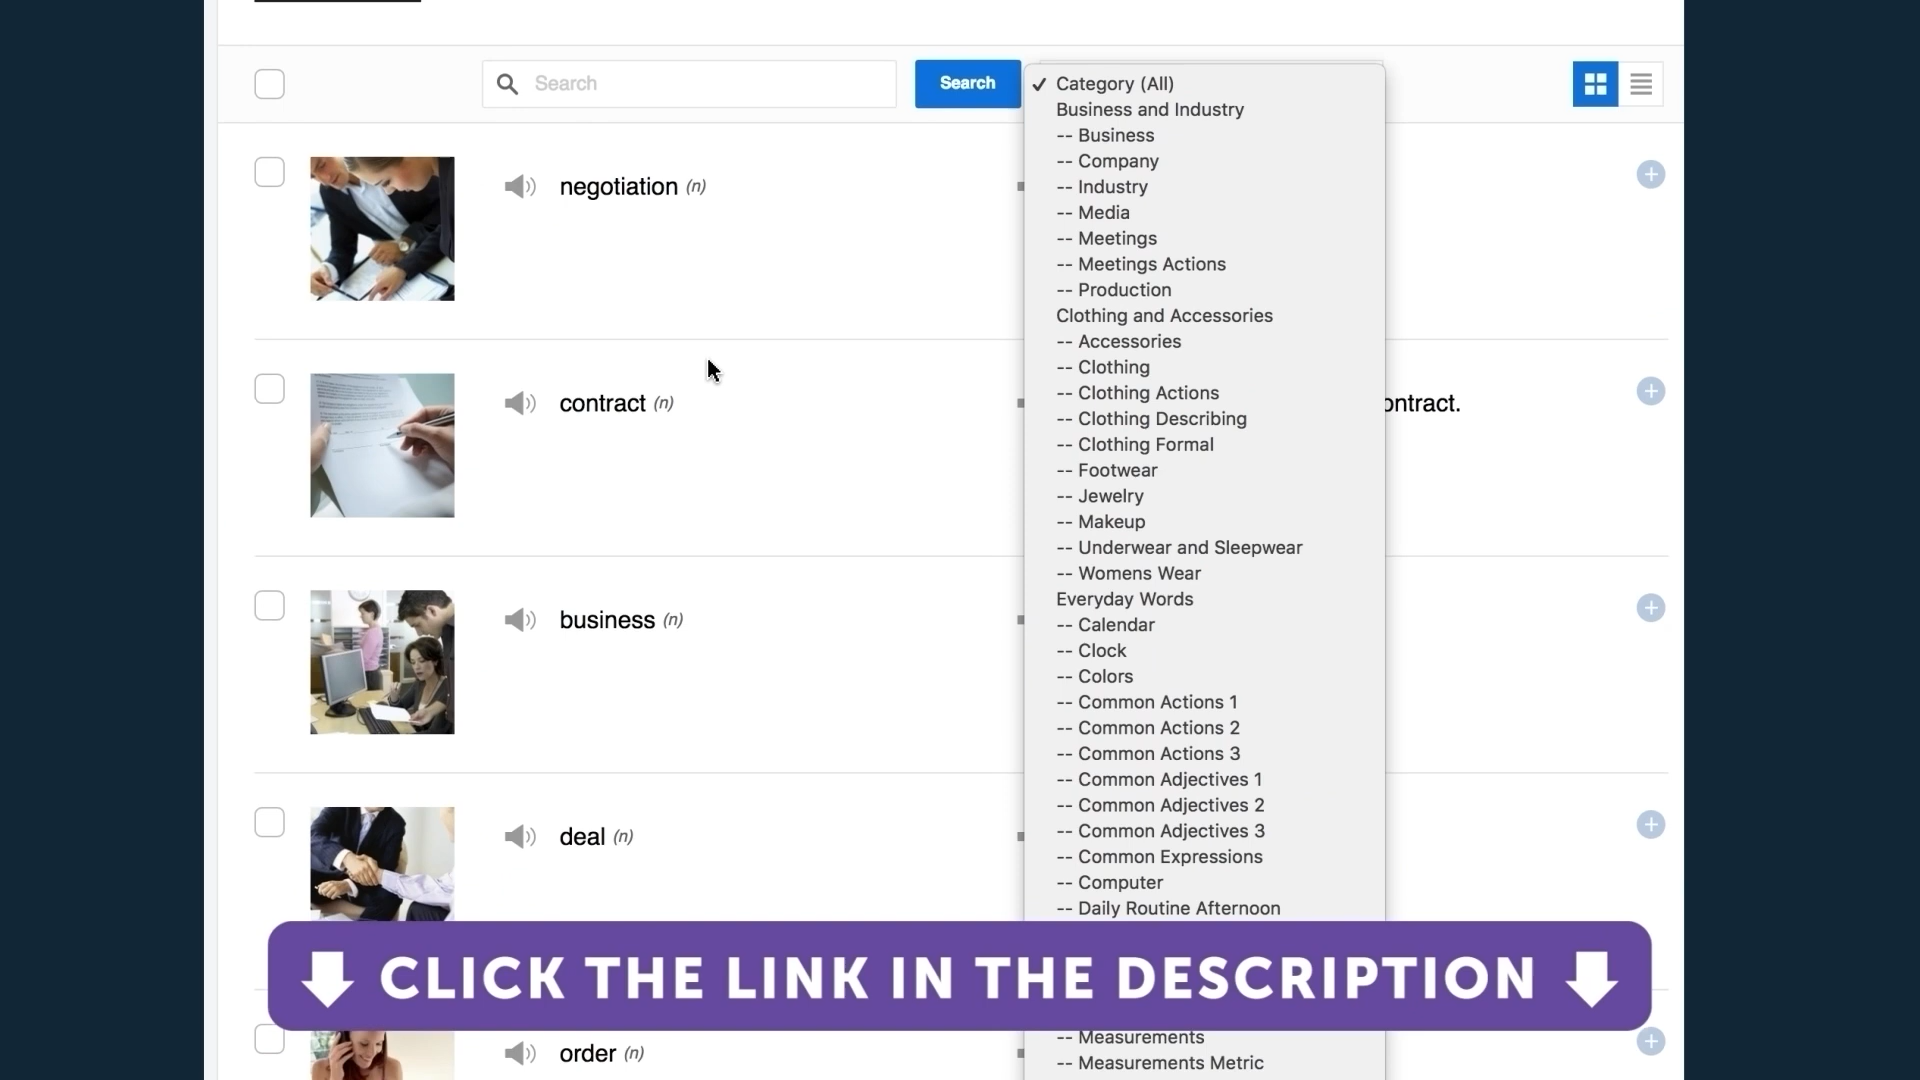 Search
Search
Category (All)
Business and Industry
-- Business
-- Company
-- Industry
-- Media
-- Meetings
-- Meetings Actions
-- Production
Clothing and Accessories
-- Accessories
-- Clothing
-- Clothing Actions
-- Clothing Describing
-- Clothing Formal
-- Footwear
-- Jewelry
-- Makeup
-- Underwear and Sleepwear
-- Womens Wear
Everyday Words
-- Calendar
-- Clock
-- Colors
-- Common Actions 1
-- Common Actions 2
-- Common Actions 3
-- Common Adjectives 1
-- Common Adjectives 2
-- Common Adjectives 3
-- Common Expressions
-- Computer
-- Daily Routine Afternoon
-- Measurements
-- Measurements Metric
negotiation (n)
contract (n)
ontract.
business (n)
deal (n)
order (n)
CLICK THE LINK IN THE DESCRIPTION